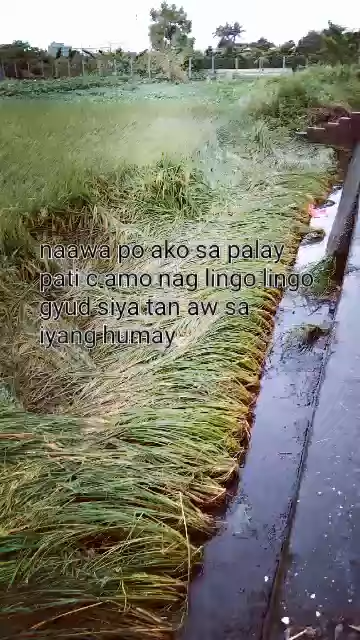 naawa po ako sa palay
pati c.amo nag lingo lingo
gyud siya tan aw sa
iyang humay